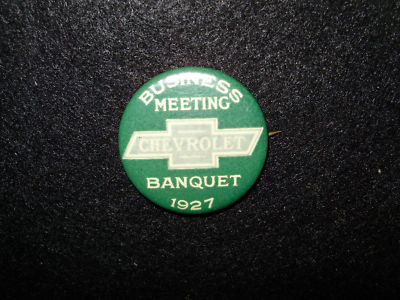 BUSINESS
MEETING
CHEVROLET
BANQUET
1927